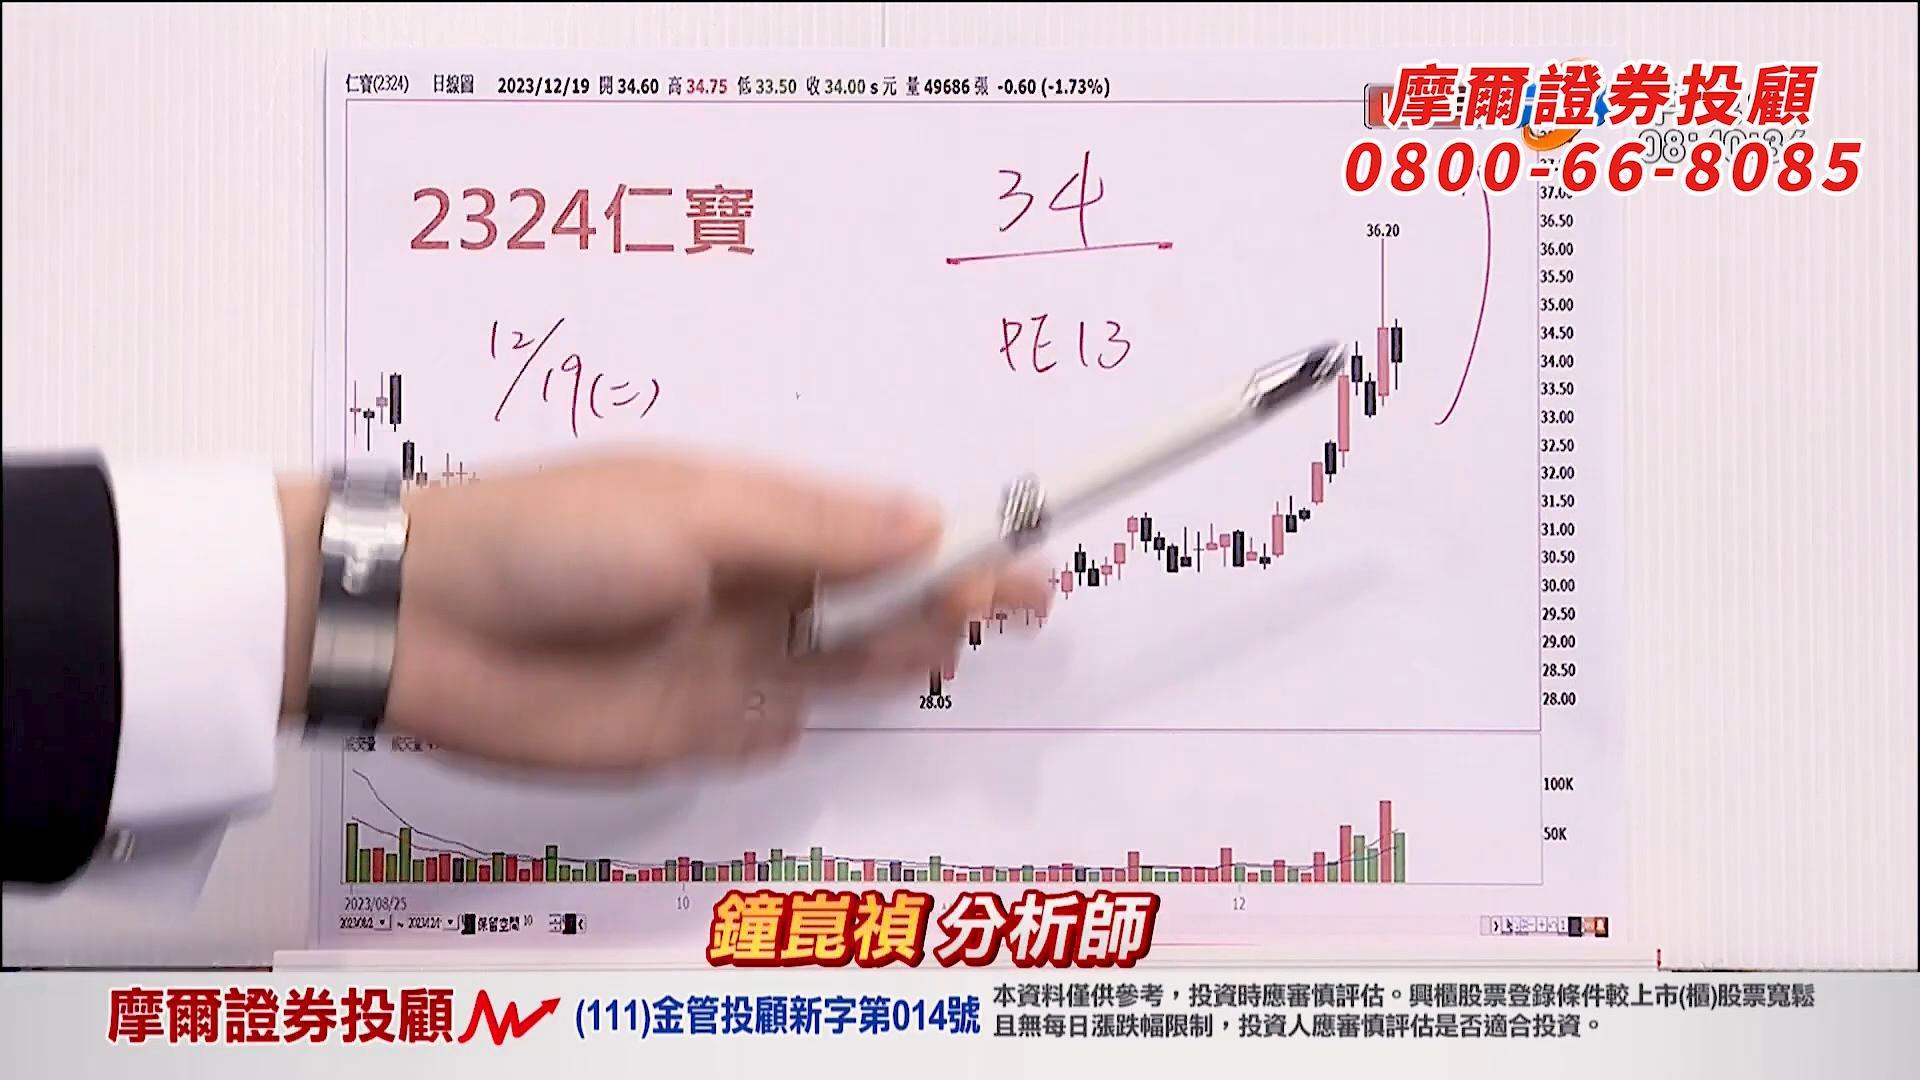 仁寶(2324) 日線圖 2023/12/19 開 34.60 高 34.75 低 33.50 收 34.00 s 元 量 49686 張 -0.60 (-1.73%)
摩爾證券投顧
0800-66-8085
2324仁寶
34
PE 13
12/19(二)
36.20
28.05
37.00
36.50
36.00
35.50
35.00
34.50
34.00
33.50
33.00
32.50
32.00
31.50
31.00
30.50
30.00
29.50
29.00
28.50
28.00
100K
50K
2023/08/25
10
12
保留空間 10
鐘崑禎 分析師
摩爾證券投顧 (111)金管投顧新字第014號
本資料僅供參考，投資時應審慎評估。興櫃股票登錄條件較上市(櫃)股票寬鬆
且無每日漲跌幅限制，投資人應審慎評估是否適合投資。